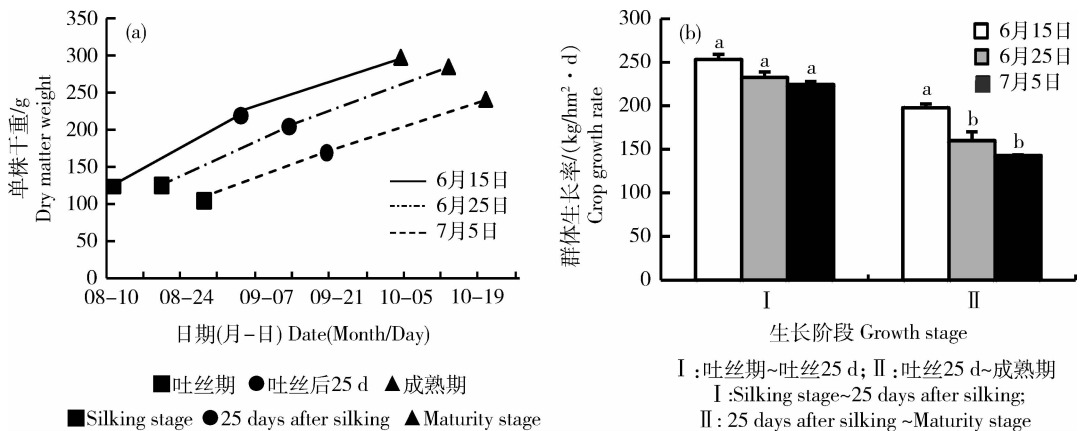 (a)
单株干重/g
Dry matter weight
350
300
250
200
150
100
50
0
08-10 08-24 09-07 09-21 10-05 10-19
6月15日
6月25日
7月5日
日期(月-日) Date(Month/Day)
■吐丝期 ●吐丝后25 d ▲成熟期
■Silking stage ●25 days after silking ▲Maturity stage
(b)
群体生长率/(kg/hm²·d)
Crop growth rate
300
250
200
150
100
50
0
6月15日
6月25日
7月5日
a a a
a b b
Ⅰ Ⅱ
生长阶段 Growth stage
Ⅰ:吐丝期~吐丝25 d; Ⅱ:吐丝25 d~成熟期
Ⅰ:Silking stage~25 days after silking;
Ⅱ: 25 days after silking ~Maturity stage